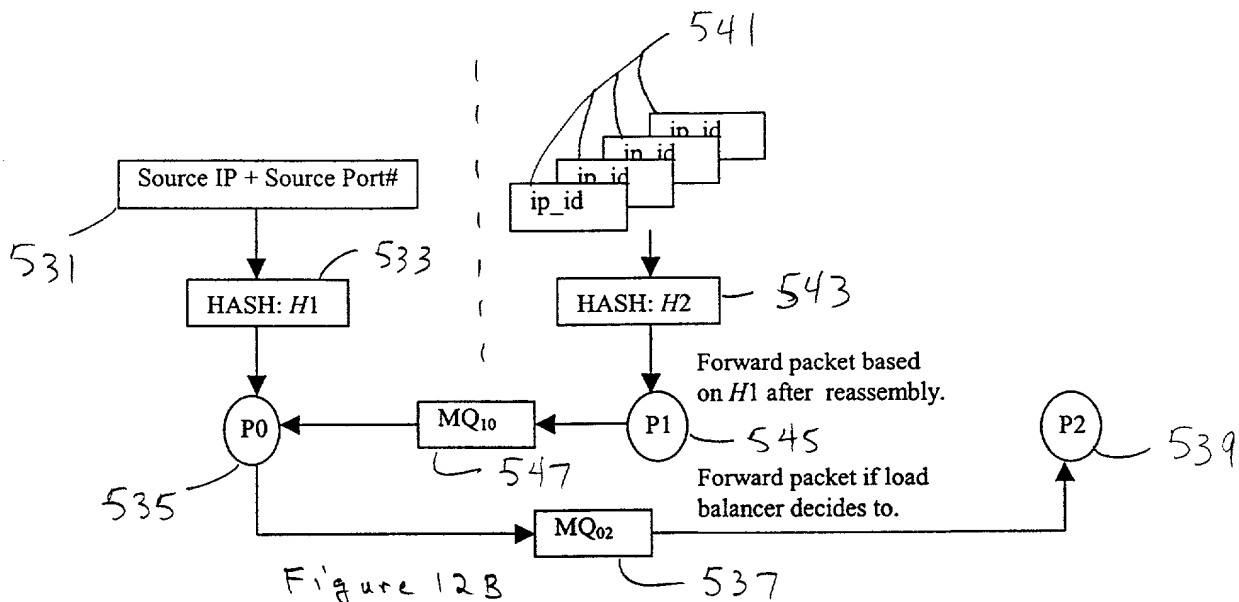 541
ip_id
ip_id
ip_id
ip_id
Source IP + Source Port#
531
533
HASH: H1
HASH: H2
543
Forward packet based
on H1 after reassembly.
P0
MQ10
P1
P2
545
539
547
535
Forward packet if load
balancer decides to.
MQ02
537
Figure 12B